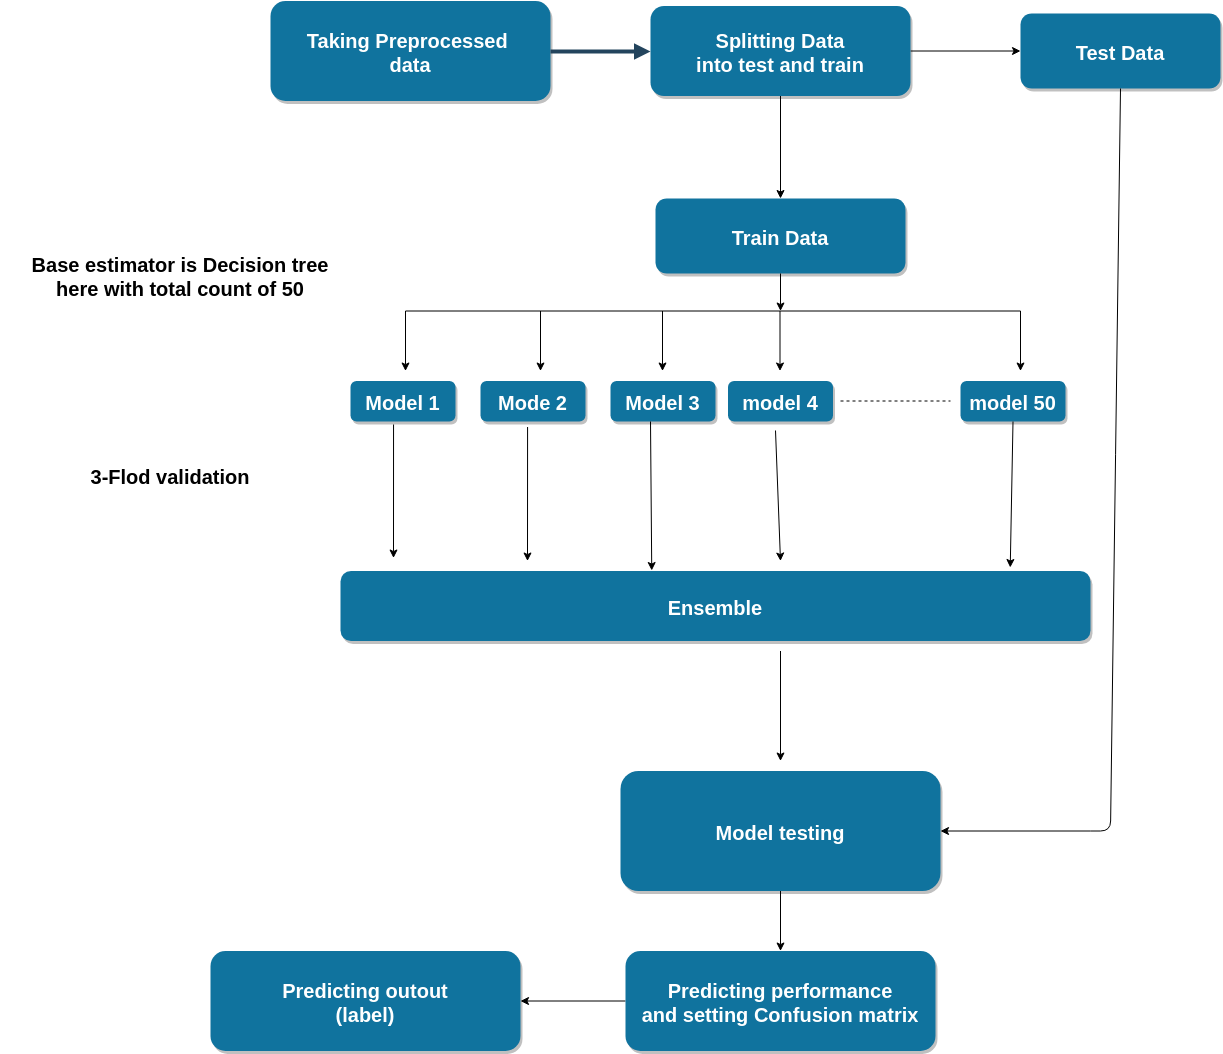 Taking Preprocessed
data
Splitting Data
into test and train
Test Data
Train Data
Base estimator is Decision tree
here with total count of 50
Model 1
Mode 2
Model 3
model 4
model 50
3-Flod validation
Ensemble
Model testing
Predicting outout
(label)
Predicting performance
and setting Confusion matrix